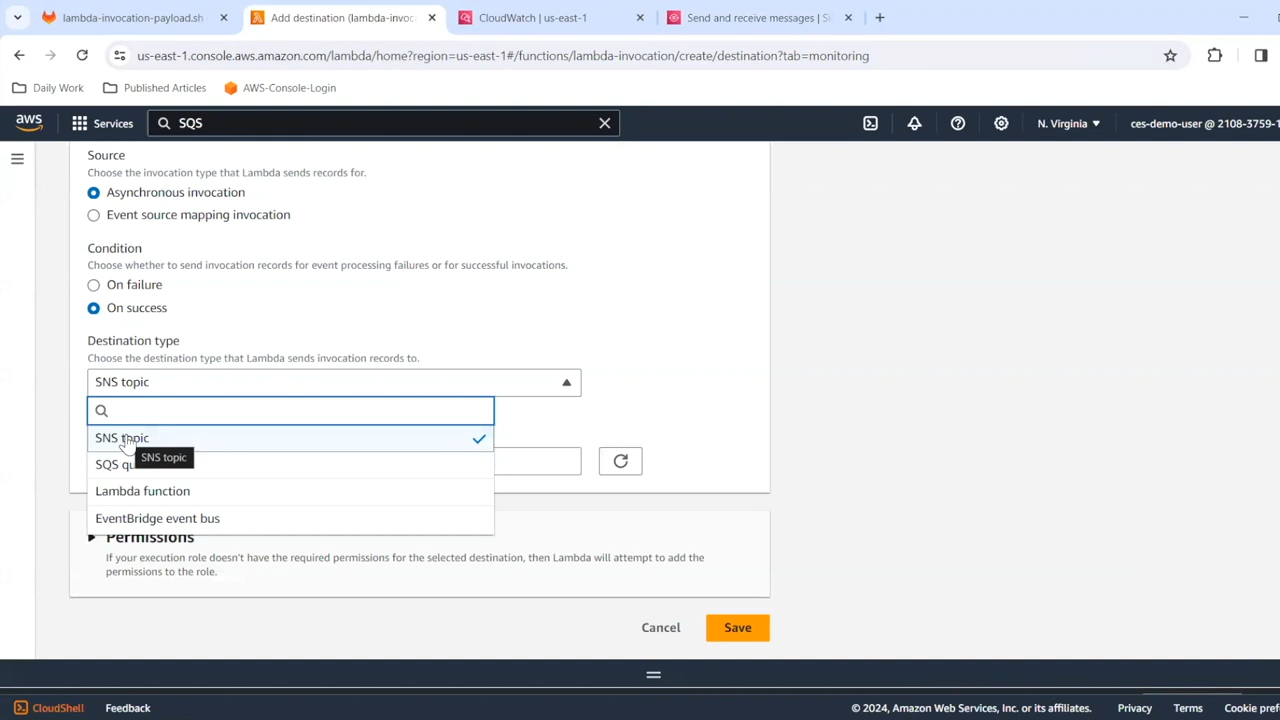 lambda-invocation-payload.sh
Add destination (lambda-invoc
CloudWatch | us-east-1
Send and receive messages |
us-east-1.console.aws.amazon.com/lambda/home?region=us-east-1#/functions/lambda-invocation/create/destination?tab=monitoring
Daily Work
Published Articles
AWS-Console-Login
aws
Services
SQS
N. Virginia
ces-demo-user @ 2108-3759-1
Source
Choose the invocation type that Lambda sends records for.
Asynchronous invocation
Event source mapping invocation
Condition
Choose whether to send invocation records for event processing failures or for successful invocations.
On failure
On success
Destination type
Choose the destination type that Lambda sends invocation records to.
SNS topic
SNS topic
SNS topic
SQS qu
Lambda function
EventBridge event bus
Permissions
If your execution role doesn't have the required permissions for the selected destination, then Lambda will attempt to add the
permissions to the role.
Cancel
Save
CloudShell
Feedback
© 2024, Amazon Web Services, Inc. or its affiliates.
Privacy
Terms
Cookie pref